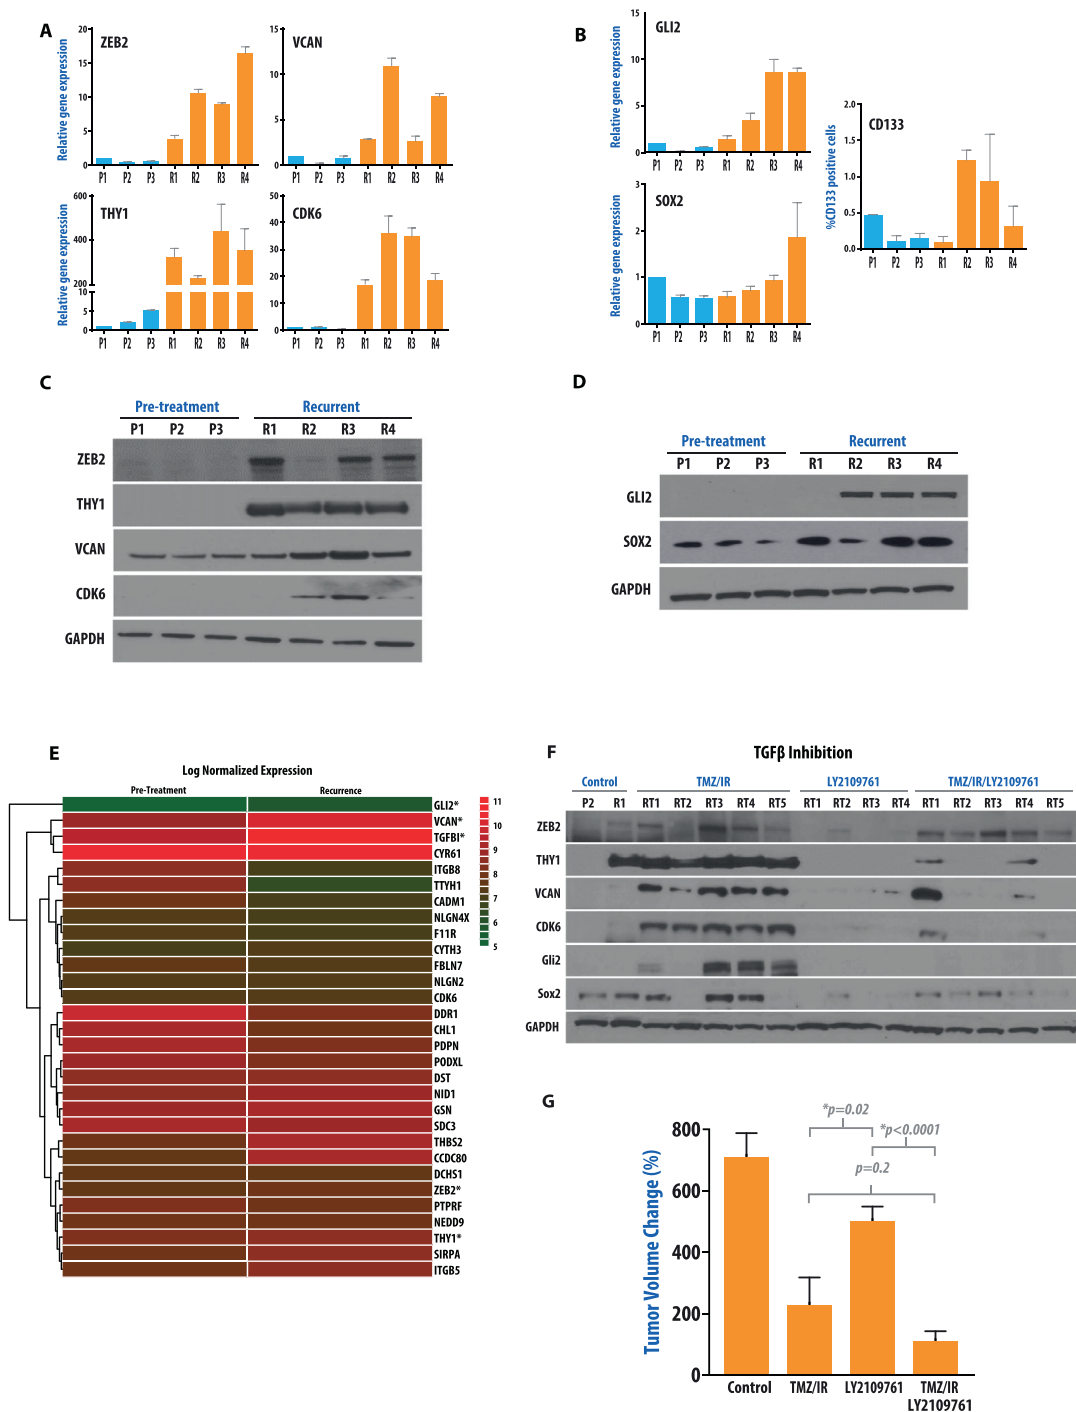 A
ZEB2
Relative gene expression
20
15
10
5
0
P1 P2 P3 R1 R2 R3 R4
VCAN
15
10
5
0
P1 P2 P3 R1 R2 R3 R4
THY1
Relative gene expression
600
400
200
10
5
0
P1 P2 P3 R1 R2 R3 R4
CDK6
50
40
30
20
10
0
P1 P2 P3 R1 R2 R3 R4
B
GLI2
Relative gene expression
15
10
5
0
P1 P2 P3 R1 R2 R3 R4
SOX2
Relative gene expression
3
2
1
0
P1 P2 P3 R1 R2 R3 R4
CD133
%CD133 positive cells
2.0
1.5
1.0
0.5
0.0
P1 P2 P3 R1 R2 R3 R4
C
Pre-treatment Recurrent
P1 P2 P3 R1 R2 R3 R4
ZEB2
THY1
VCAN
CDK6
GAPDH
D
Pre-treatment Recurrent
P1 P2 P3 R1 R2 R3 R4
GLI2
SOX2
GAPDH
E
Log Normalized Expression
Pre-Treatment Recurrence
GLI2*
VCAN*
TGFBI*
CYR61
ITGB8
TTYH1
CADM1
NLGN4X
F11R
CYTH3
FBLN7
NLGN2
CDK6
DDR1
CHL1
PDPN
PODXL
DST
NID1
GSN
SDC3
THBS2
CCDC80
DCHS1
ZEB2*
PTPRF
NEDD9
THY1*
SIRPA
ITGB5
11
10
9
8
7
6
5
F
TGFβ Inhibition
Control TMZ/IR LY2109761 TMZ/IR/LY2109761
P2 R1 RT1 RT2 RT3 RT4 RT5 RT1 RT2 RT3 RT4 RT1 RT2 RT3 RT4 RT5
ZEB2
THY1
VCAN
CDK6
Gli2
Sox2
GAPDH
G
Tumor Volume Change (%)
800
600
400
200
0
*p=0.02
*p<0.0001
p=0.2
Control TMZ/IR LY2109761 TMZ/IR
LY2109761